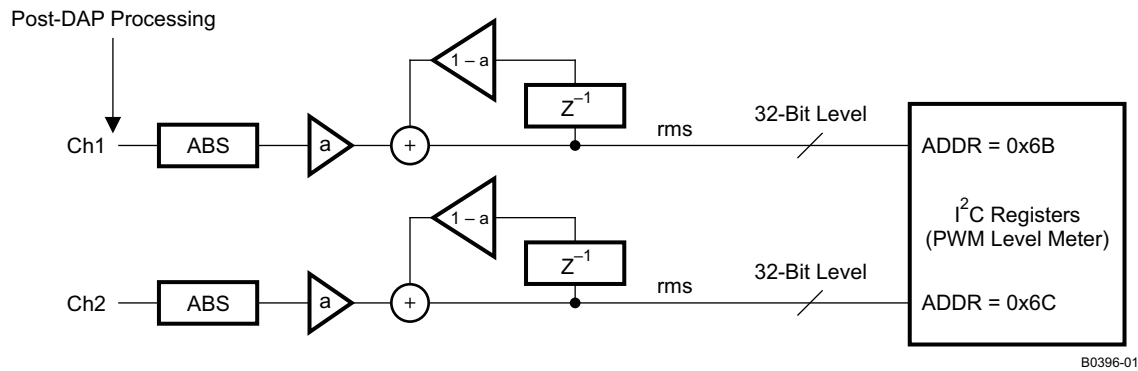 Post-DAP Processing
1 – a
Z⁻¹
Ch1
ABS
a
+
rms
32-Bit Level
ADDR = 0x6B
I²C Registers
(PWM Level Meter)
1 – a
Z⁻¹
Ch2
ABS
a
+
rms
32-Bit Level
ADDR = 0x6C
B0396-01